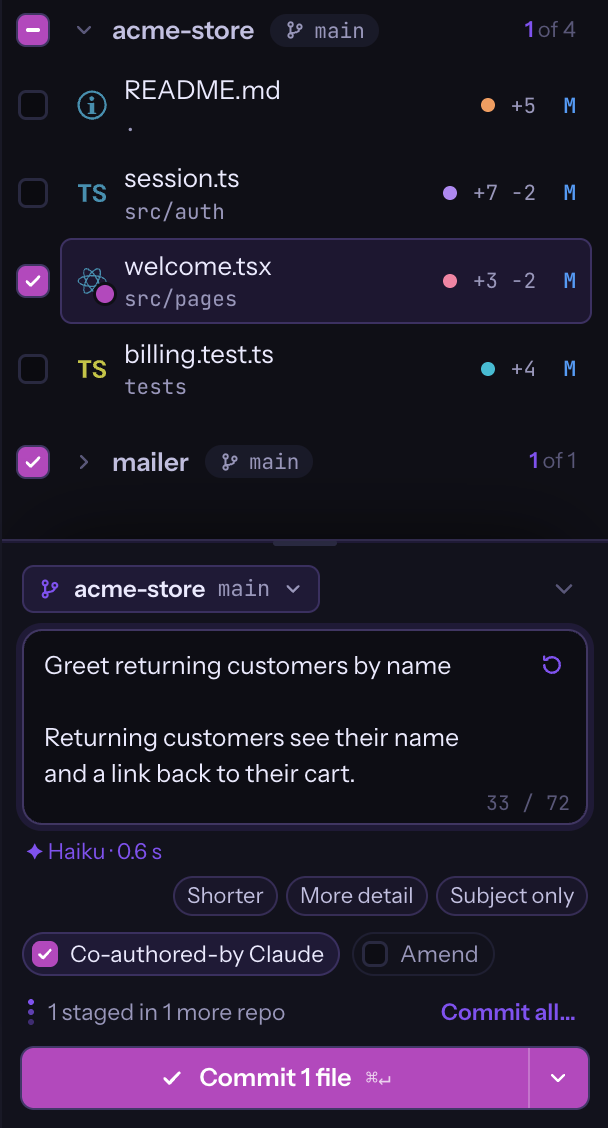 acme-store main 1 of 4
README.md
.
+5 M
TS session.ts
src/auth
+7 -2 M
welcome.tsx
src/pages
+3 -2 M
TS billing.test.ts
tests
+4 M
mailer main 1 of 1
acme-store main
Greet returning customers by name
Returning customers see their name
and a link back to their cart.
33 / 72
Haiku · 0.6 s
Shorter More detail Subject only
Co-authored-by Claude Amend
1 staged in 1 more repo Commit all...
Commit 1 file ⌘↵